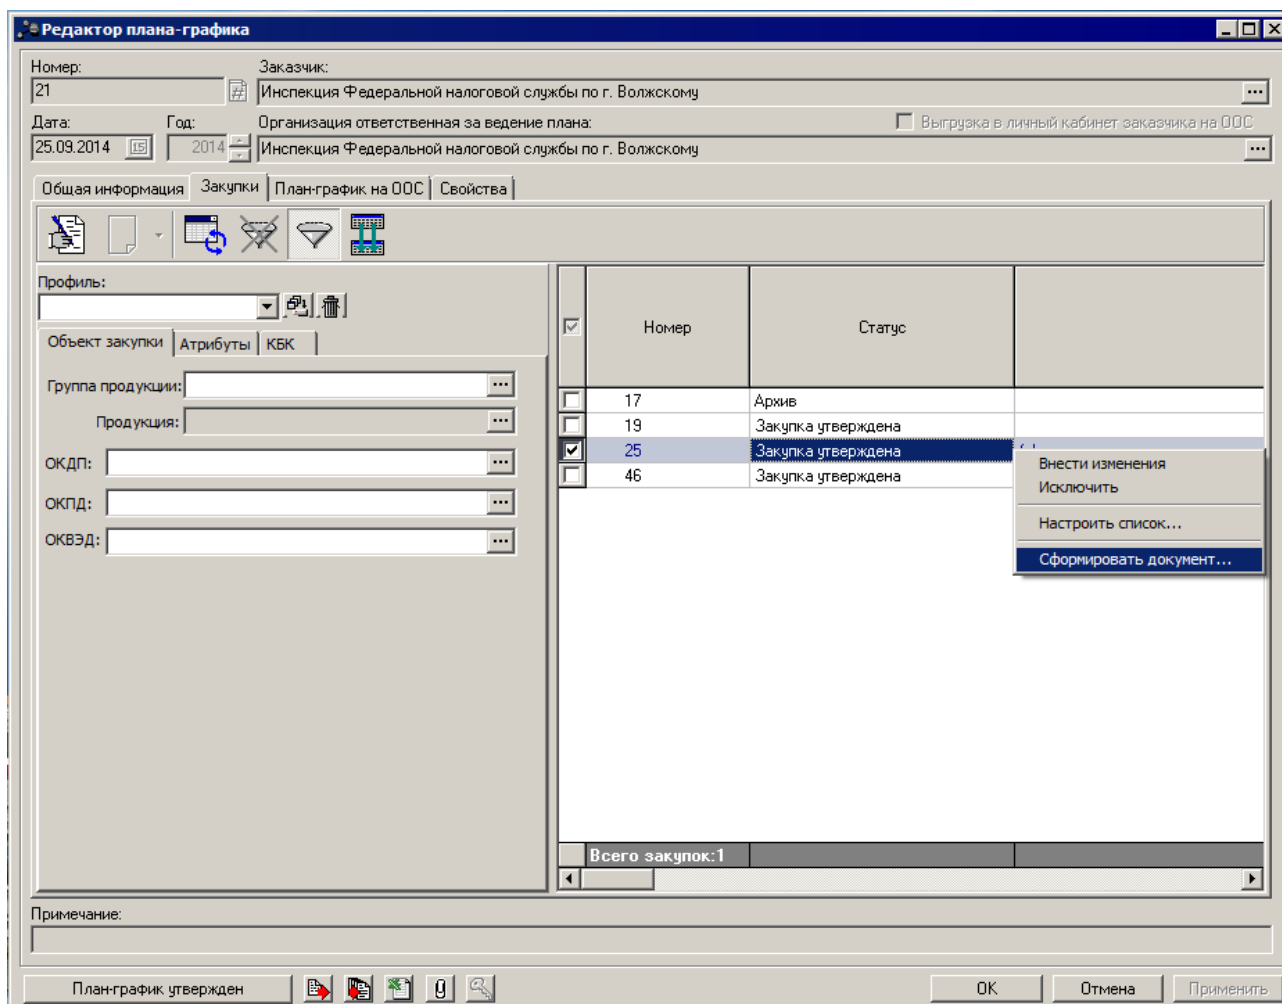 Редактор плана-графика
Номер: Заказчик:
21 Инспекция Федеральной налоговой службы по г. Волжскому ...
Дата: Год: Организация ответственная за ведение плана: Выгрузка в личный кабинет заказчика на ООС
25.09.2014 15 2014 Инспекция Федеральной налоговой службы по г. Волжскому ...
Общая информация Закупки План-график на ООС Свойства
Профиль:
Объект закупки Атрибуты КБК
Группа продукции: ...
Продукция: ...
ОКДП: ...
ОКПД: ...
ОКВЭД: ...
Номер Статус
17 Архив
19 Закупка утверждена
25 Закупка утверждена
46 Закупка утверждена
Внести изменения
Исключить
Настроить список...
Сформировать документ...
Всего закупок:1
Примечание:
План-график утвержден OK Отмена Применить